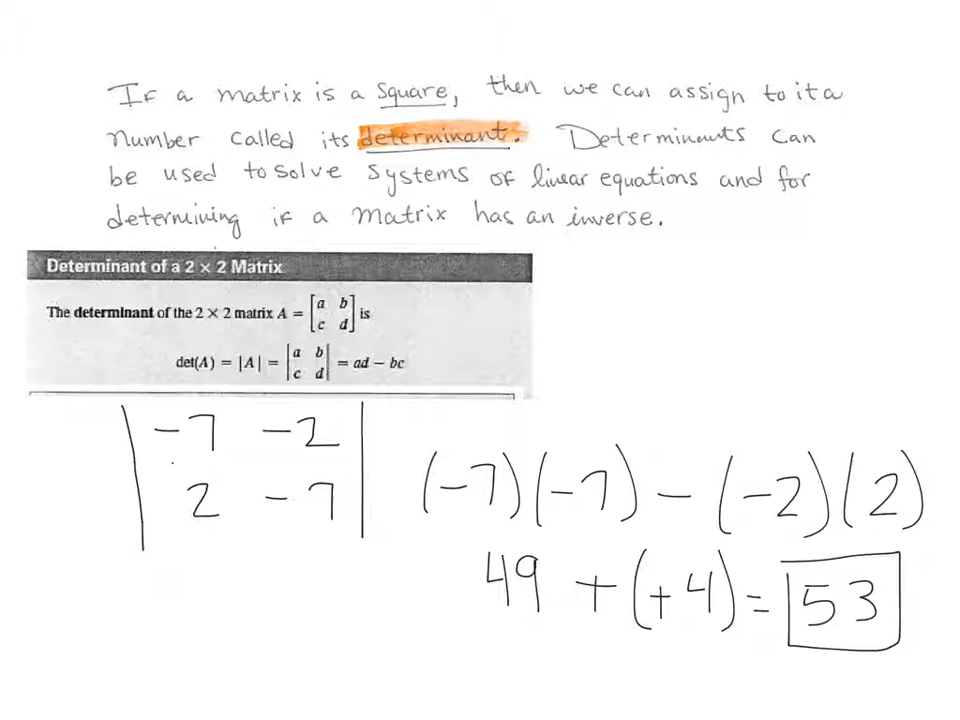 If a matrix is a square, then we can assign to it a
number called its determinant. Determinants can
be used to solve systems of linear equations and for
determining if a matrix has an inverse.
Determinant of a 2 × 2 Matrix
The determinant of the 2 × 2 matrix A = [a b] is
[c d]
det(A) = |A| = |a b| = ad − bc
|c d|
|-7 -2|
|2 -7| (-7)(-7) - (-2)(2)
49 + (+4) = 53